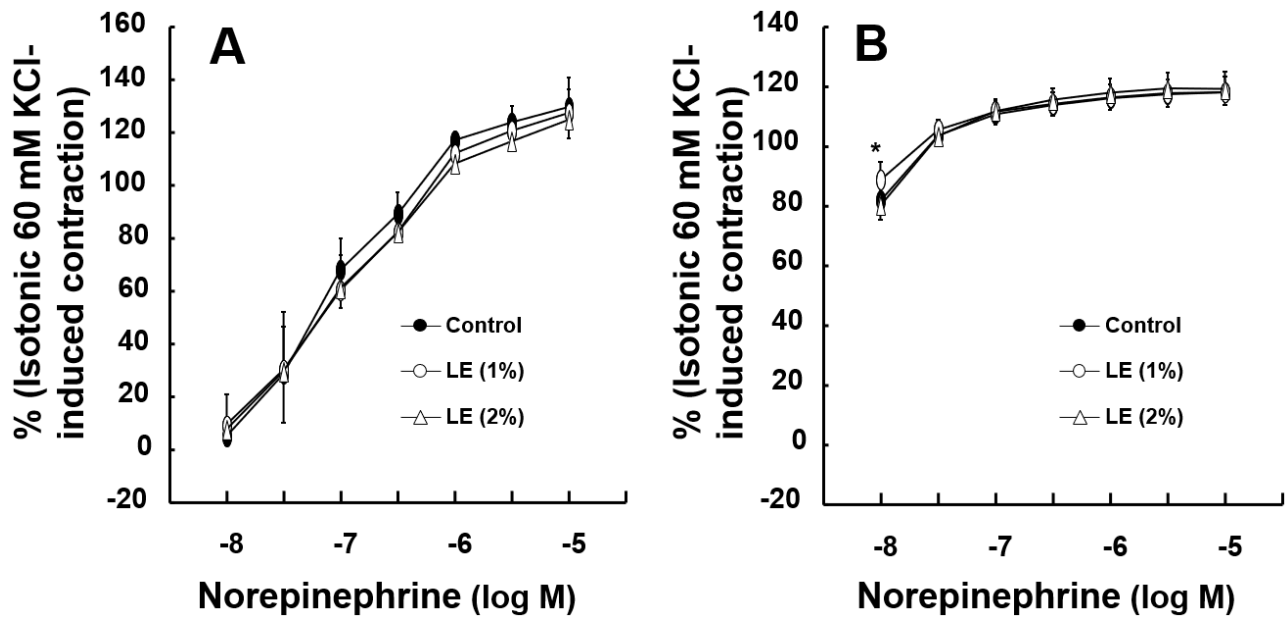 A
% (Isotonic 60 mM KCl-
induced contraction)
160
140
120
100
80
60
40
20
0
-20
Control
LE (1%)
LE (2%)
-8
-7
-6
-5
Norepinephrine (log M)
B
% (Isotonic 60 mM KCl-
induced contraction)
140
120
100
80
60
40
20
0
-20
*
Control
LE (1%)
LE (2%)
-8
-7
-6
-5
Norepinephrine (log M)